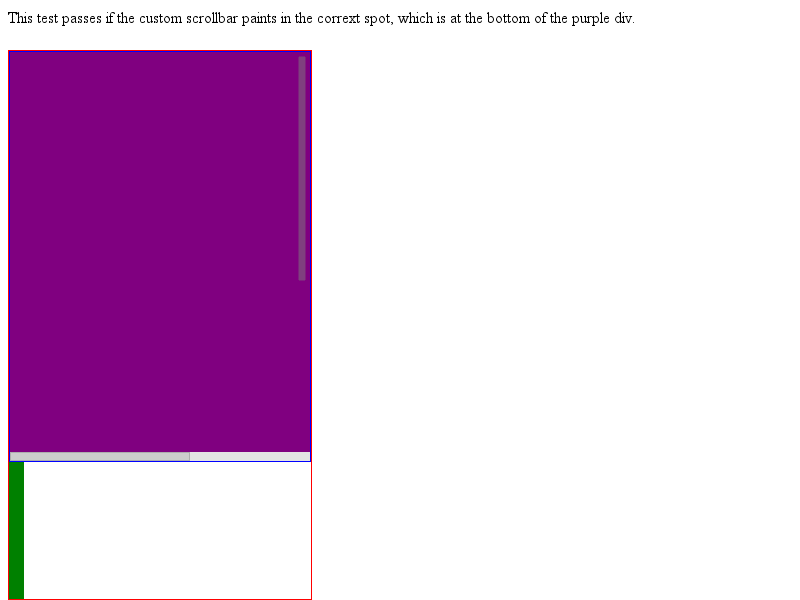 This test passes if the custom scrollbar paints in the corrext spot, which is at the bottom of the purple div.